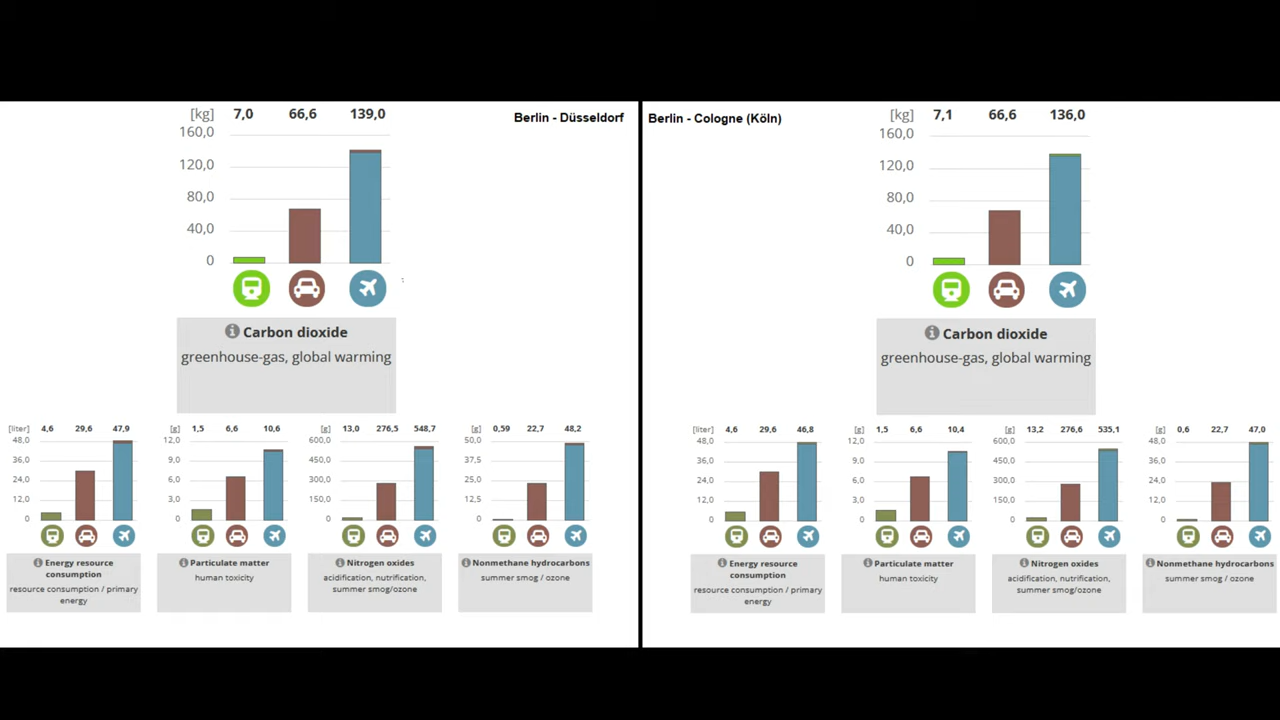 [kg] 7,0 66,6 139,0
Berlin - Düsseldorf
160,0
120,0
80,0
40,0
0
i Carbon dioxide
greenhouse-gas, global warming
[liter] 4,6 29,6 47,9
48,0
36,0
24,0
12,0
0
i Energy resource
consumption
resource consumption / primary
energy
[g] 1,5 6,6 10,6
12,0
9,0
6,0
3,0
0
i Particulate matter
human toxicity
[g] 13,0 276,5 548,7
600,0
450,0
300,0
150,0
0
i Nitrogen oxides
acidification, nutrification,
summer smog/ozone
[g] 0,59 22,7 48,2
50,0
37,5
25,0
12,5
0
i Nonmethane hydrocarbons
summer smog / ozone
Berlin - Cologne (Köln)
[kg] 7,1 66,6 136,0
160,0
120,0
80,0
40,0
0
i Carbon dioxide
greenhouse-gas, global warming
[liter] 4,6 29,6 46,8
48,0
36,0
24,0
12,0
0
i Energy resource
consumption
resource consumption / primary
energy
[g] 1,5 6,6 10,4
12,0
9,0
6,0
3,0
0
i Particulate matter
human toxicity
[g] 13,2 276,6 535,1
600,0
450,0
300,0
150,0
0
i Nitrogen oxides
acidification, nutrification,
summer smog/ozone
[g] 0,6 22,7 47,0
48,0
36,0
24,0
12,0
0
i Nonmethane hydrocarbons
summer smog / ozone